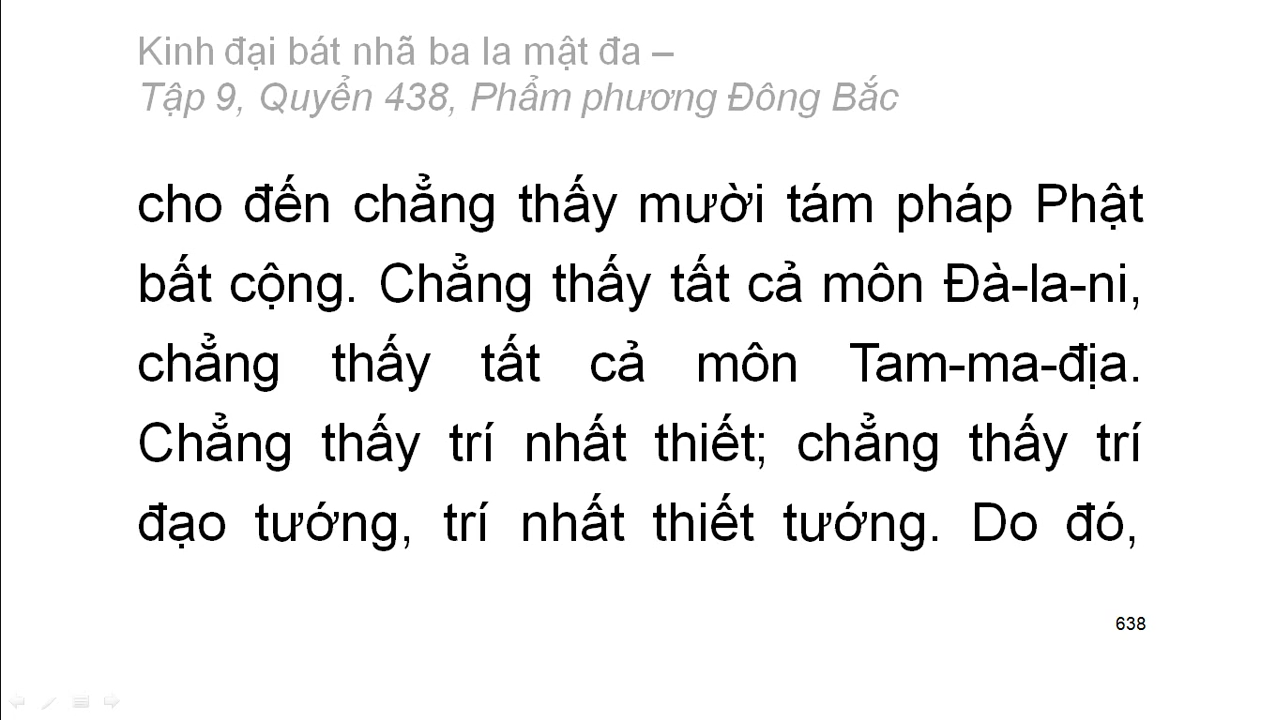 Kinh đại bát nhã ba la mật đa –
Tập 9, Quyển 438, Phẩm phương Đông Bắc
cho đến chẳng thấy mười tám pháp Phật
bất cộng. Chẳng thấy tất cả môn Đà-la-ni,
chẳng thấy tất cả môn Tam-ma-địa.
Chẳng thấy trí nhất thiết; chẳng thấy trí
đạo tướng, trí nhất thiết tướng. Do đó,
638